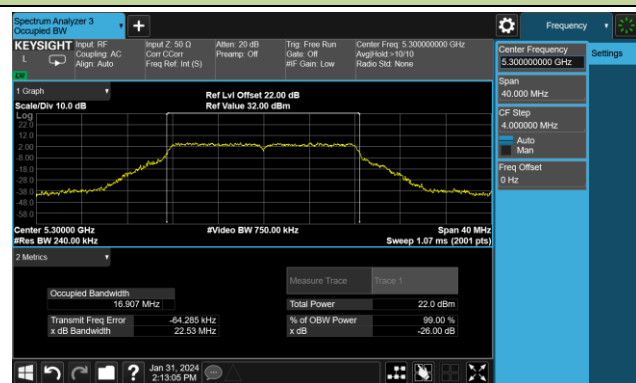 Spectrum Analyzer 3
Occupied BW
Frequency
KEYSIGHT
L
Input: RF
Coupling: AC
Align: Auto
Input Z: 50 Ω
Corr CCorr
Freq Ref: Int (S)
Atten: 20 dB
Preamp: Off
Trig: Free Run
Gate: Off
#IF Gain: Low
Center Freq: 5.300000000 GHz
Avg|Hold:>10/10
Radio Std: None
Center Frequency
5.300000000 GHz
Settings
Span
40.000 MHz
CF Step
4.000000 MHz
Auto
Man
Freq Offset
0 Hz
1 Graph
Scale/Div 10.0 dB
Ref Lvl Offset 22.00 dB
Ref Value 32.00 dBm
Log
22.0
12.0
2.00
-8.00
-18.0
-28.0
-38.0
-48.0
-58.0
Center 5.30000 GHz
#Res BW 240.00 kHz
#Video BW 750.00 kHz
Span 40 MHz
Sweep 1.07 ms (2001 pts)
2 Metrics
Measure Trace
Trace 1
Occupied Bandwidth
16.907 MHz
Total Power
22.0 dBm
Transmit Freq Error
-64.285 kHz
% of OBW Power
99.00 %
x dB Bandwidth
22.53 MHz
x dB
-26.00 dB
Jan 31, 2024
2:13:05 PM